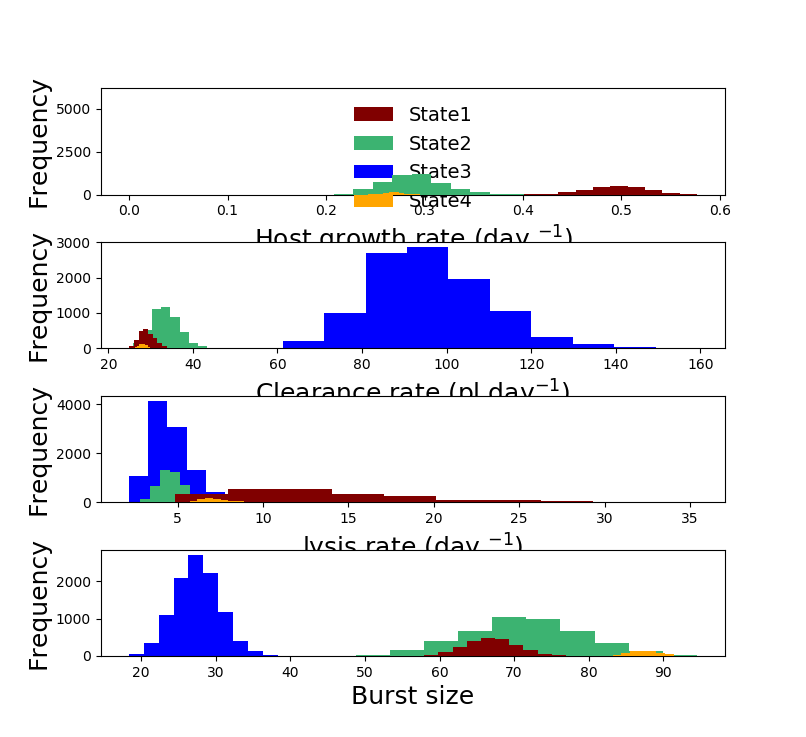 Frequency
5000
2500
0
State1
State2
State3
State4
0.0 0.1 0.2 0.3 0.4 0.5 0.6
Host growth rate (day ⁻¹)
Frequency
3000
2000
1000
0
20 40 60 80 100 120 140 160
Clearance rate (pl day⁻¹)
Frequency
4000
2000
0
5 10 15 20 25 30 35
lysis rate (day ⁻¹)
Frequency
2000
1000
0
20 30 40 50 60 70 80 90
Burst size